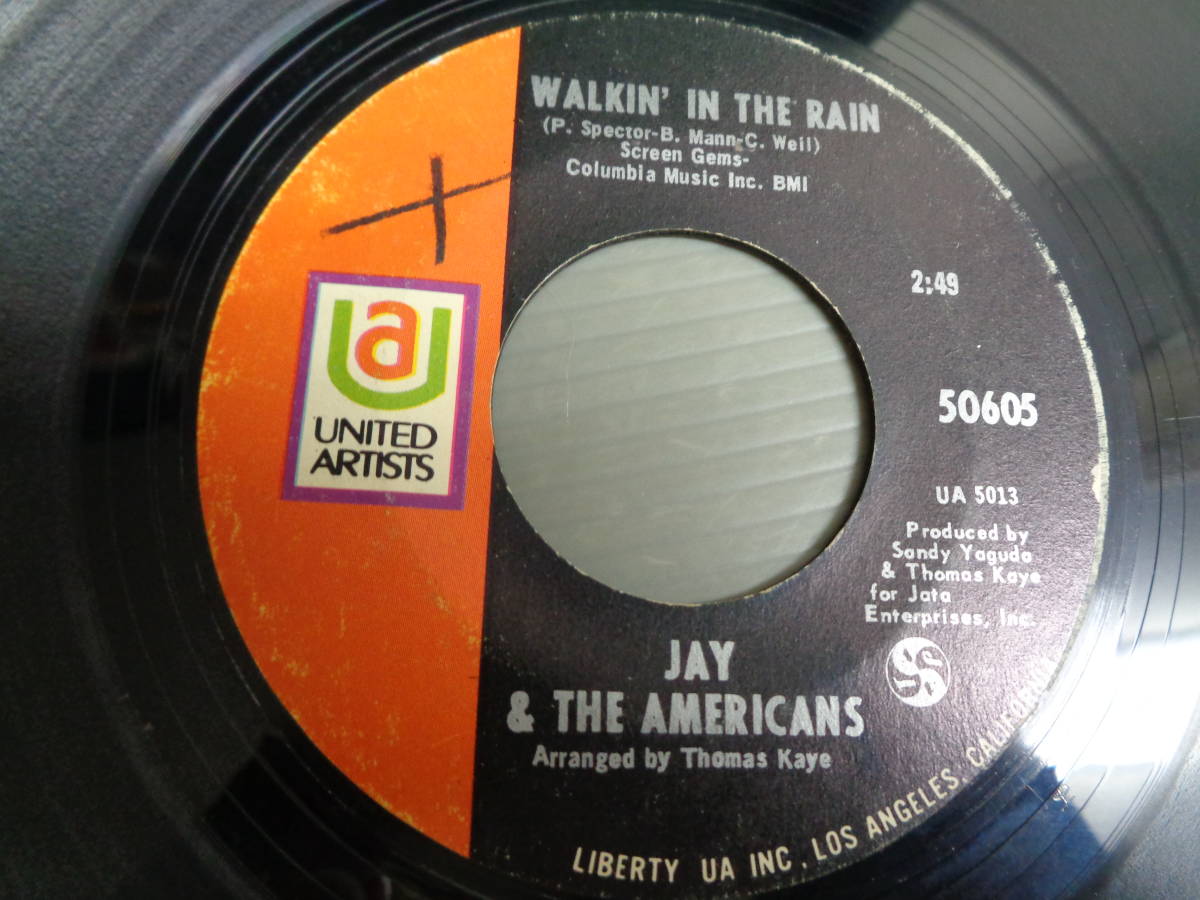 WALKIN' IN THE RAIN
(P. Spector-B. Mann-C. Weil)
Screen Gems-
Columbia Music Inc. BMI
2:49
50605
UA 5013
Produced by
Sandy Yaguda
& Thomas Kaye
for Jata
Enterprises, Inc.
ua
UNITED
ARTISTS
JAY
& THE AMERICANS
Arranged by Thomas Kaye
LIBERTY UA INC., LOS ANGELES, CALIFORNIA